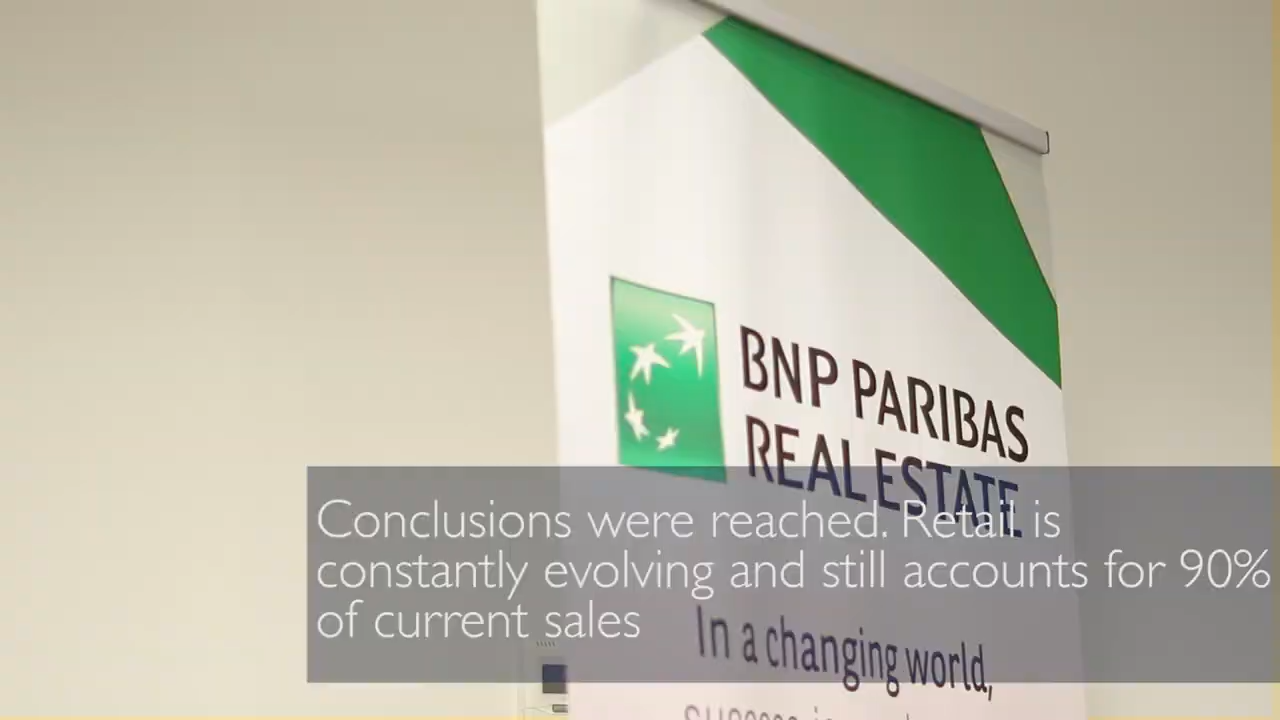 BNP PARIBAS
REAL ESTATE
Conclusions were reached. Retail is
constantly evolving and still accounts for 90%
of current sales
In a changing world,